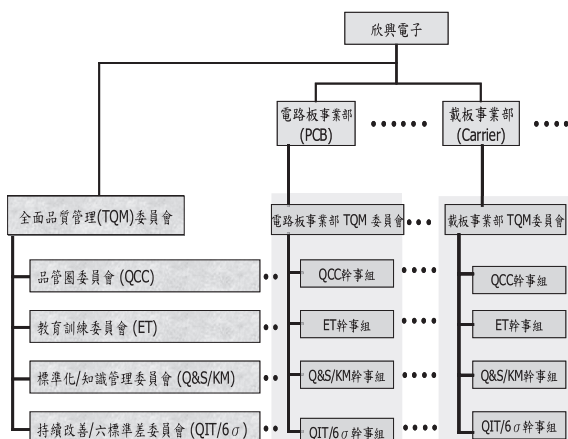 欣興電子
電路板事業部
(PCB)
載板事業部
(Carrier)
全面品質管理(TQM)委員會
電路板事業部 TQM 委員會
載板事業部 TQM委員會
品管圈委員會 (QCC)
QCC幹事組
QCC幹事組
教育訓練委員會 (ET)
ET幹事組
ET幹事組
標準化/知識管理委員會 (Q&S/KM)
Q&S/KM幹事組
Q&S/KM幹事組
持續改善/六標準差委員會 (QIT/6σ)
QIT/6σ幹事組
QIT/6σ幹事組